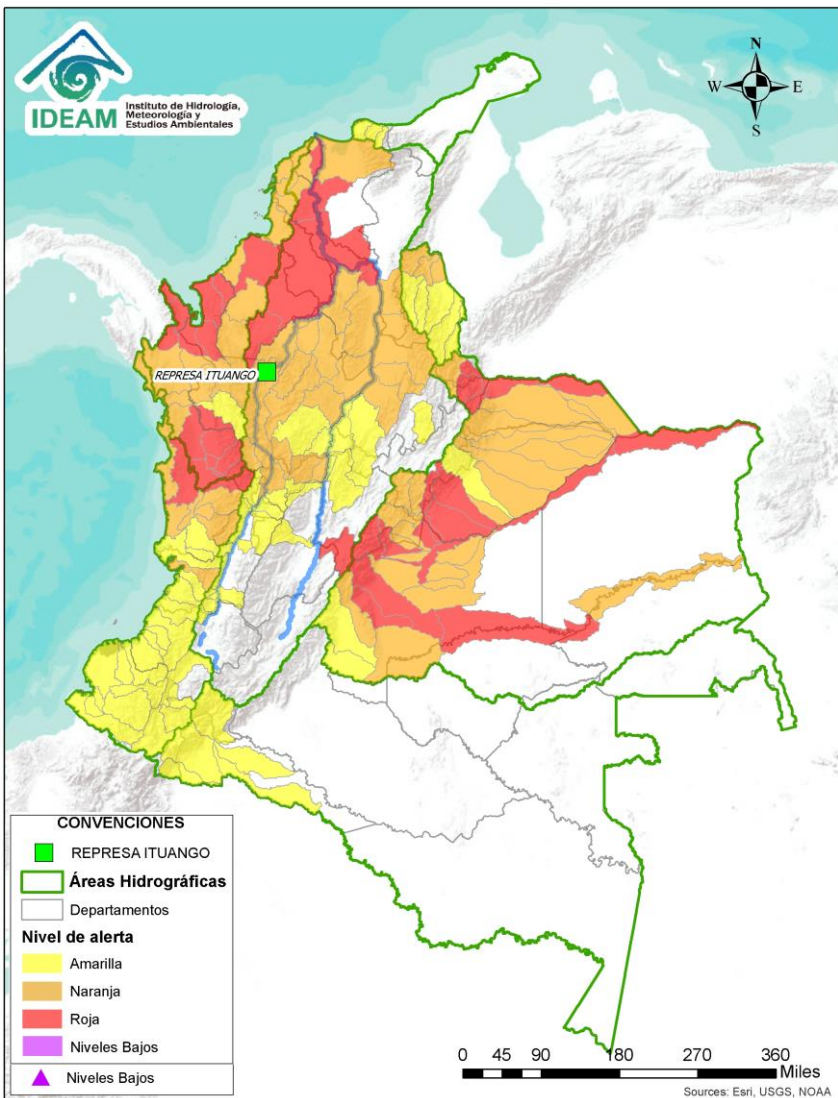 IDEAM
Instituto de Hidrología,
Meteorología y
Estudios Ambientales
N
W
E
S
REPRESA ITUANGO
CONVENCIONES
REPRESA ITUANGO
Áreas Hidrográficas
Departamentos
Nivel de alerta
Amarilla
Naranja
Roja
Niveles Bajos
Niveles Bajos
0 45 90 180 270 360
Miles
Sources: Esri, USGS, NOAA